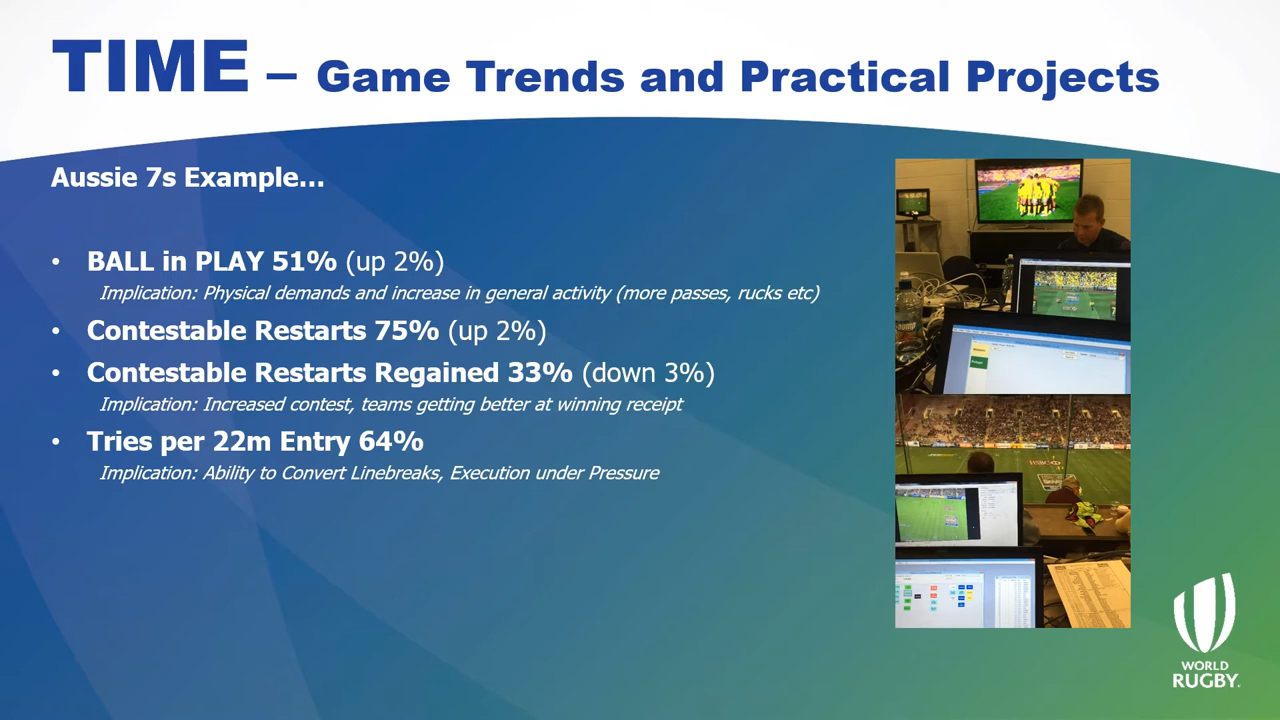 TIME – Game Trends and Practical Projects
Aussie 7s Example...
• BALL in PLAY 51% (up 2%)
Implication: Physical demands and increase in general activity (more passes, rucks etc)
• Contestable Restarts 75% (up 2%)
• Contestable Restarts Regained 33% (down 3%)
Implication: Increased contest, teams getting better at winning receipt
• Tries per 22m Entry 64%
Implication: Ability to Convert Linebreaks, Execution under Pressure
HSBC
WORLD
RUGBY.